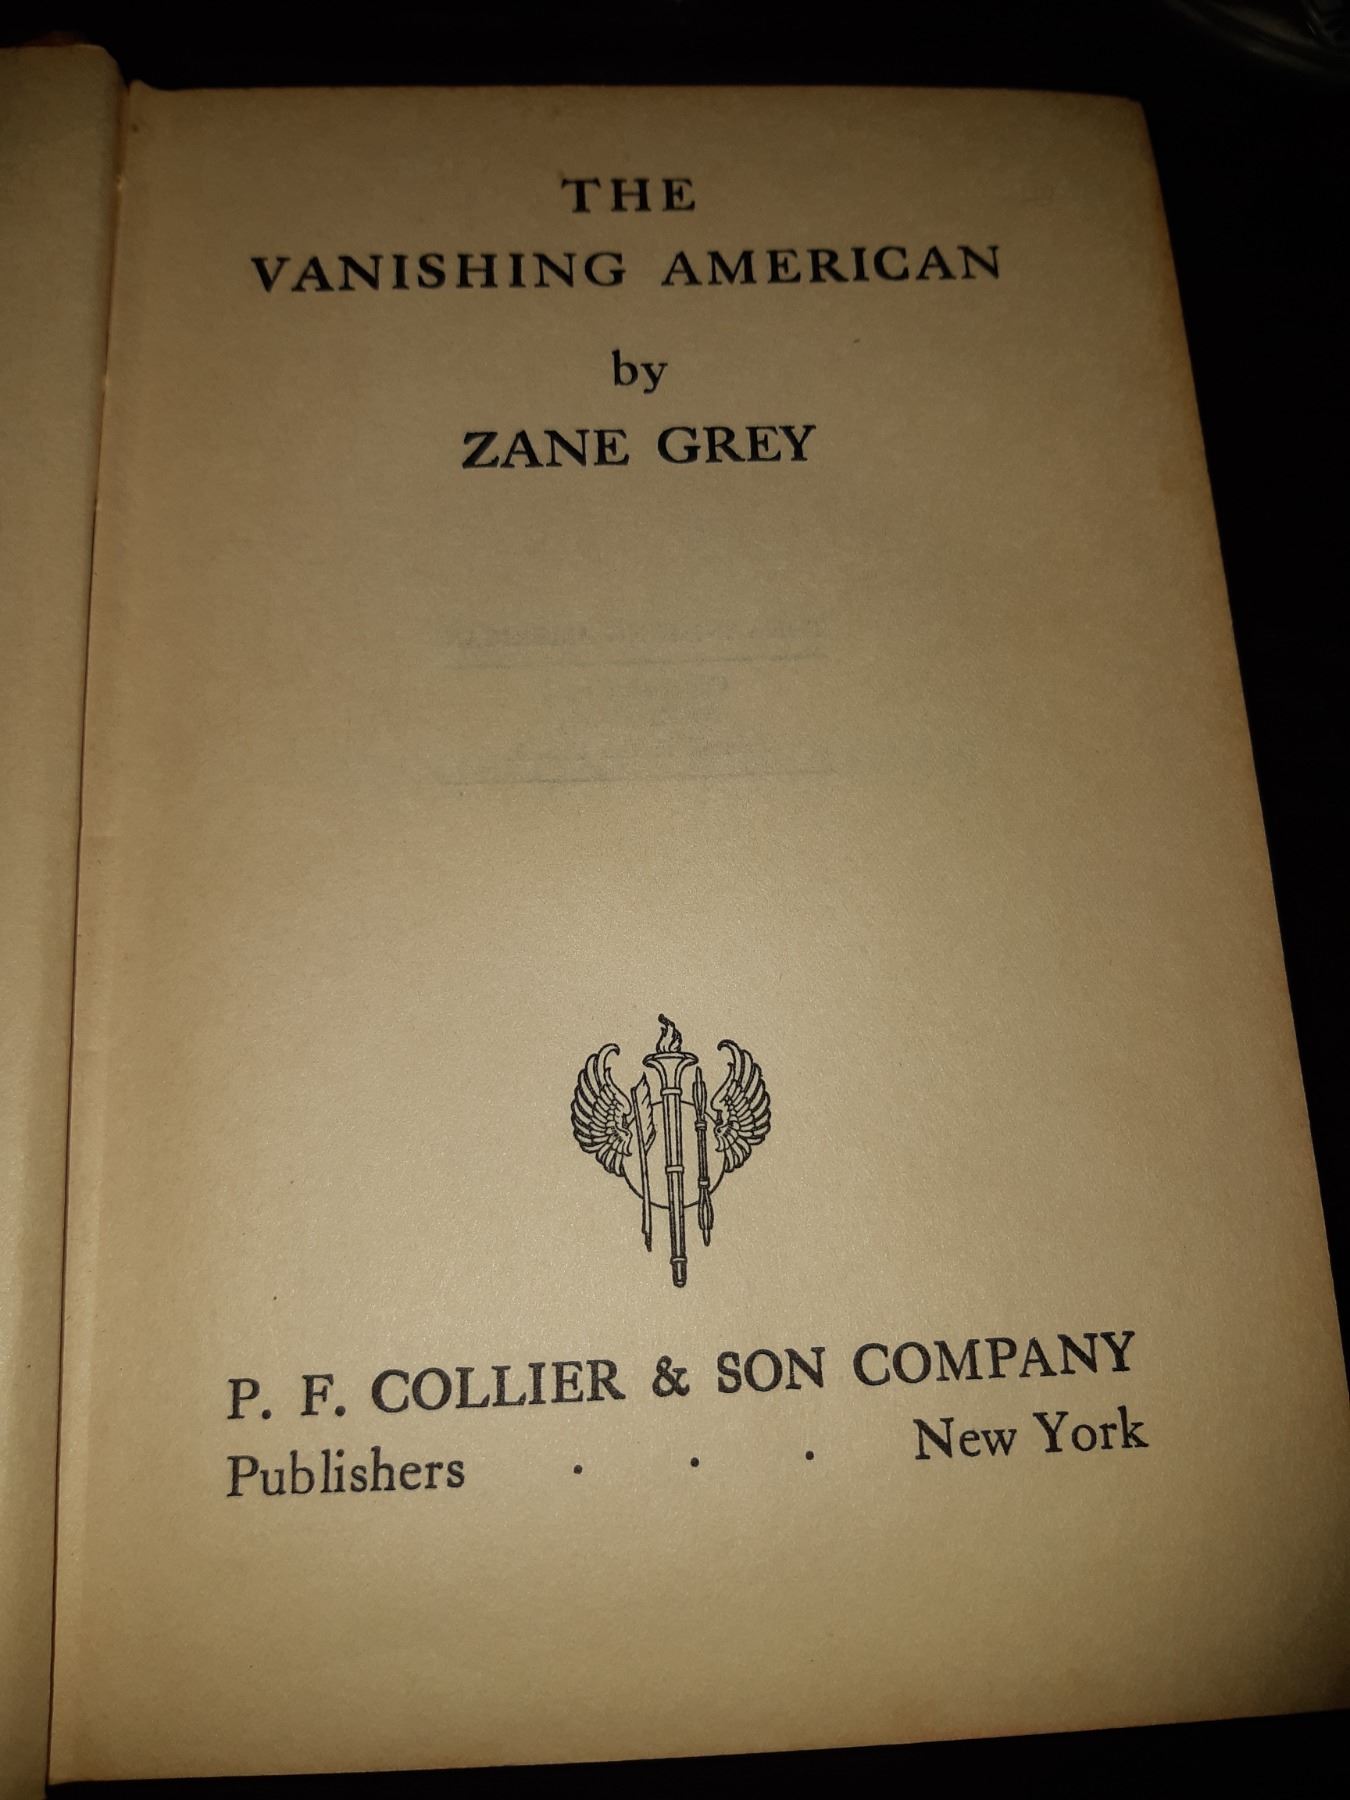 THE
VANISHING AMERICAN
by
ZANE GREY
P. F. COLLIER & SON COMPANY
Publishers . . . New York